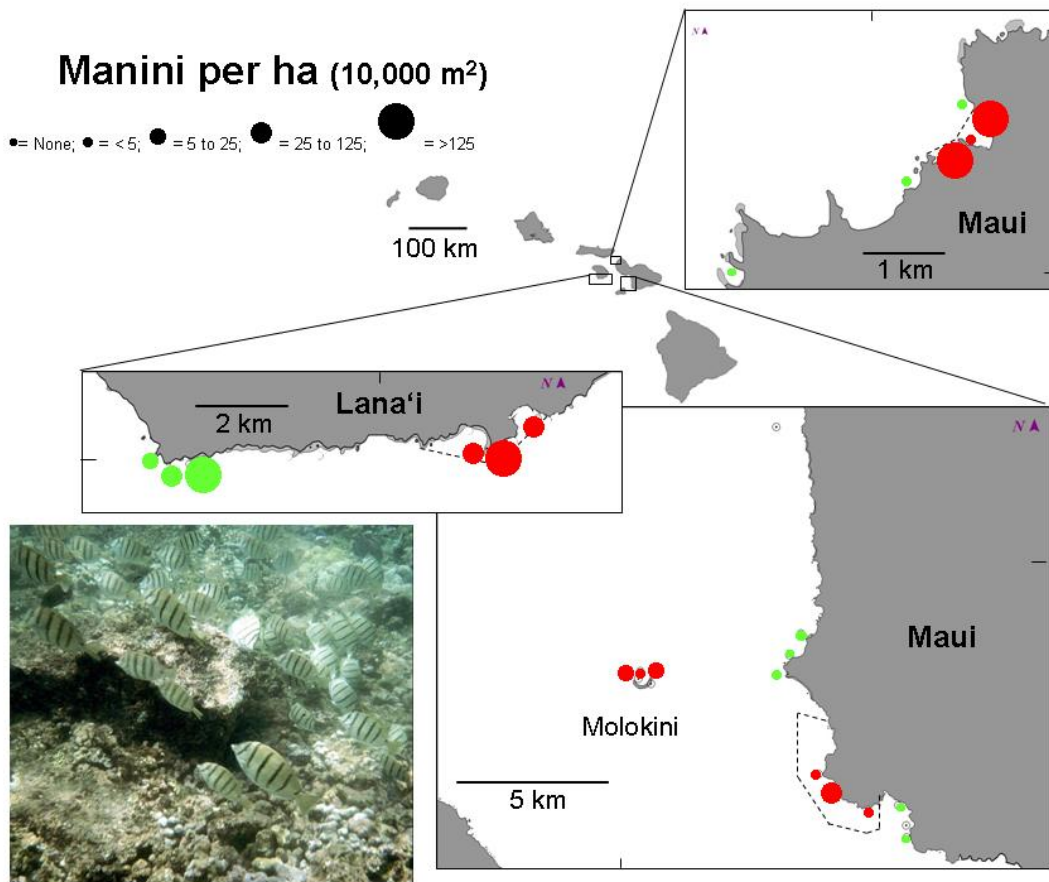 Manini per ha (10,000 m²)
= None; = < 5; = 5 to 25; = 25 to 125; = >125
100 km
N
Maui
1 km
N
Lana‘i
2 km
N
Maui
Molokini
5 km